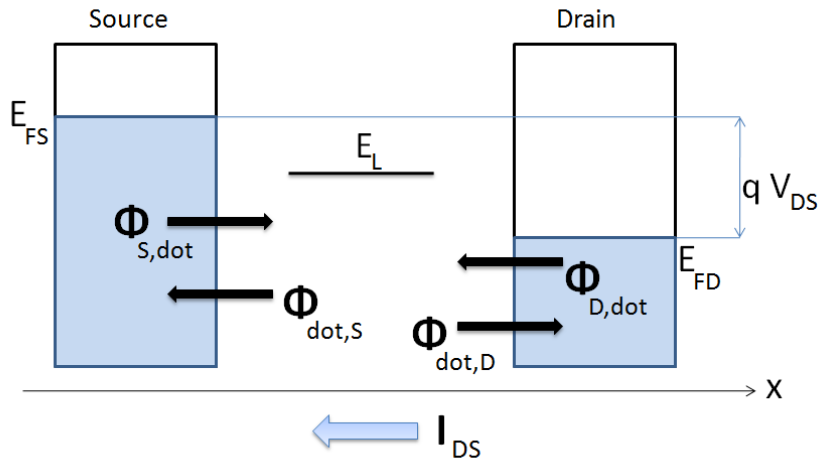 Source
Drain
E_FS
E_L
q V_DS
Φ_S,dot
E_FD
Φ_D,dot
Φ_dot,S
Φ_dot,D
x
I_DS